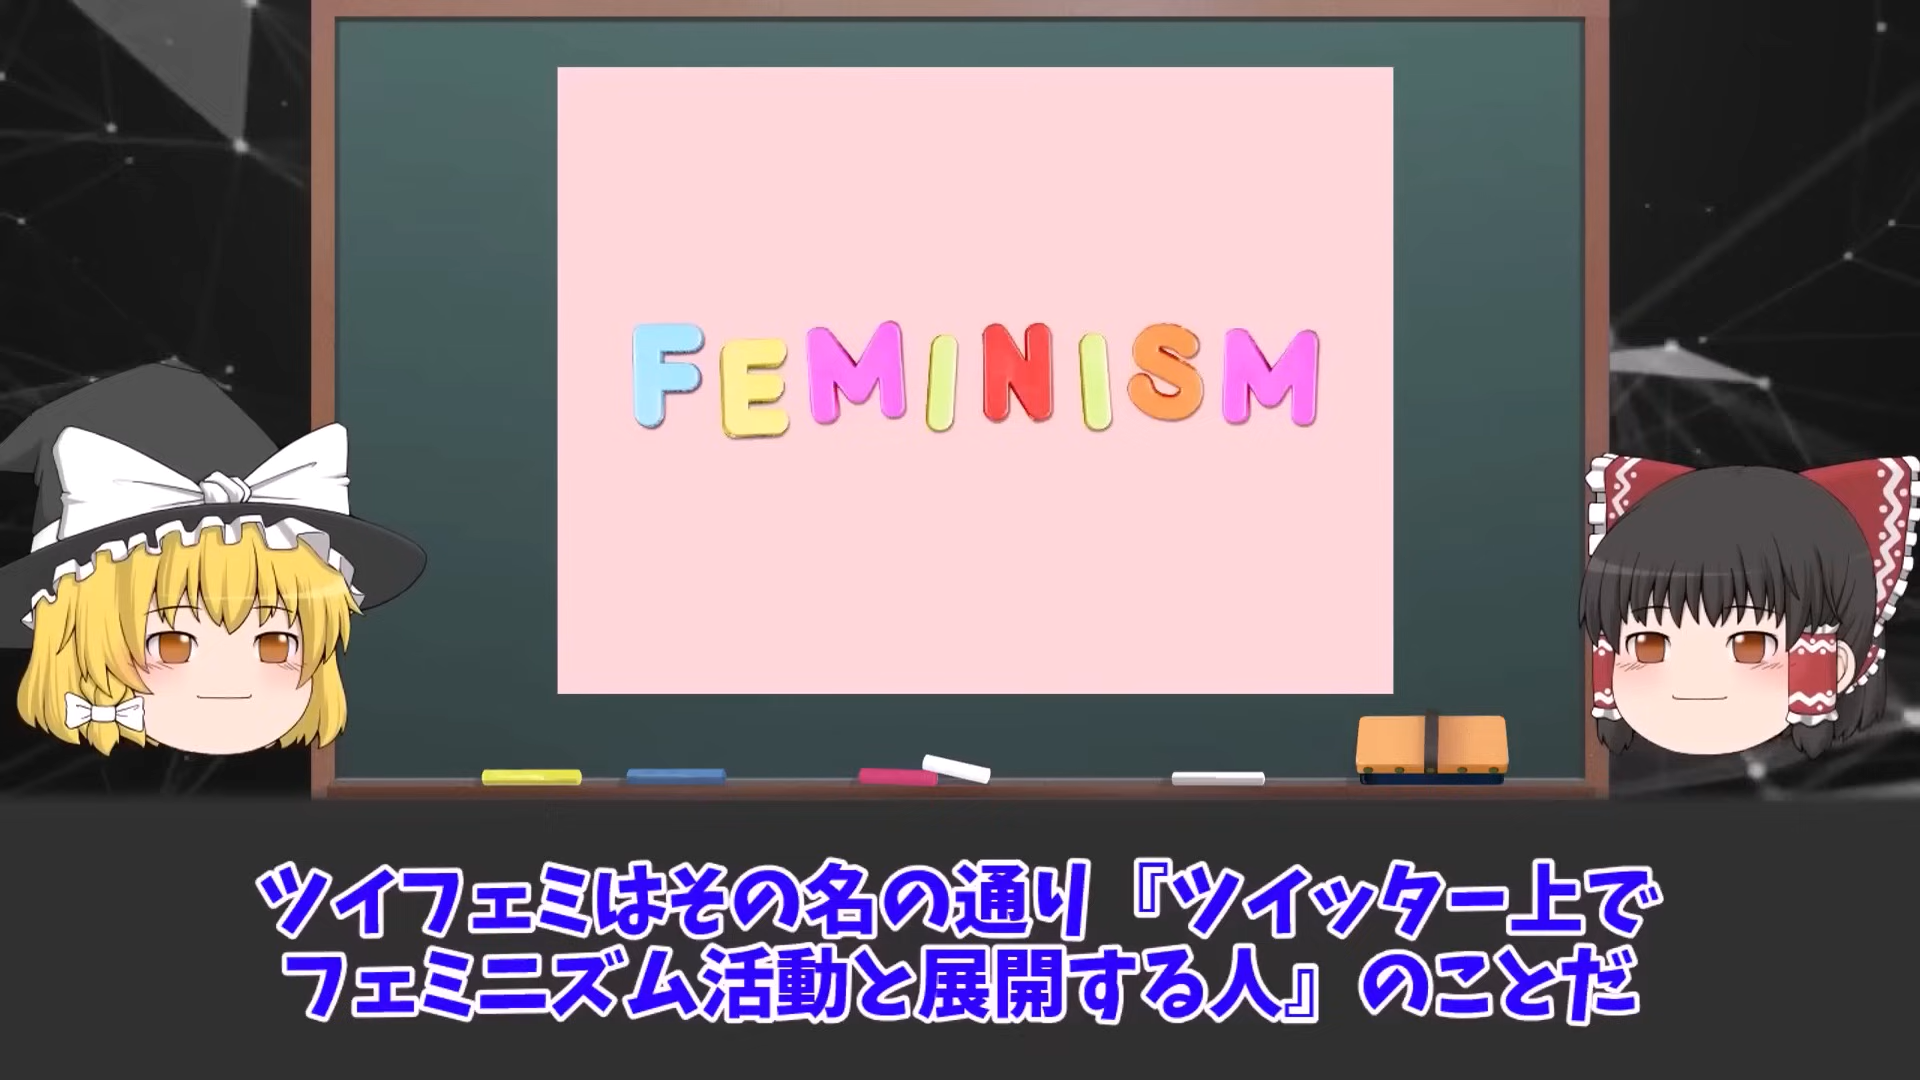 FEMINISM
ツイフェミはその名の通り『ツイッター上で
フェミニズム活動と展開する人』のことだ